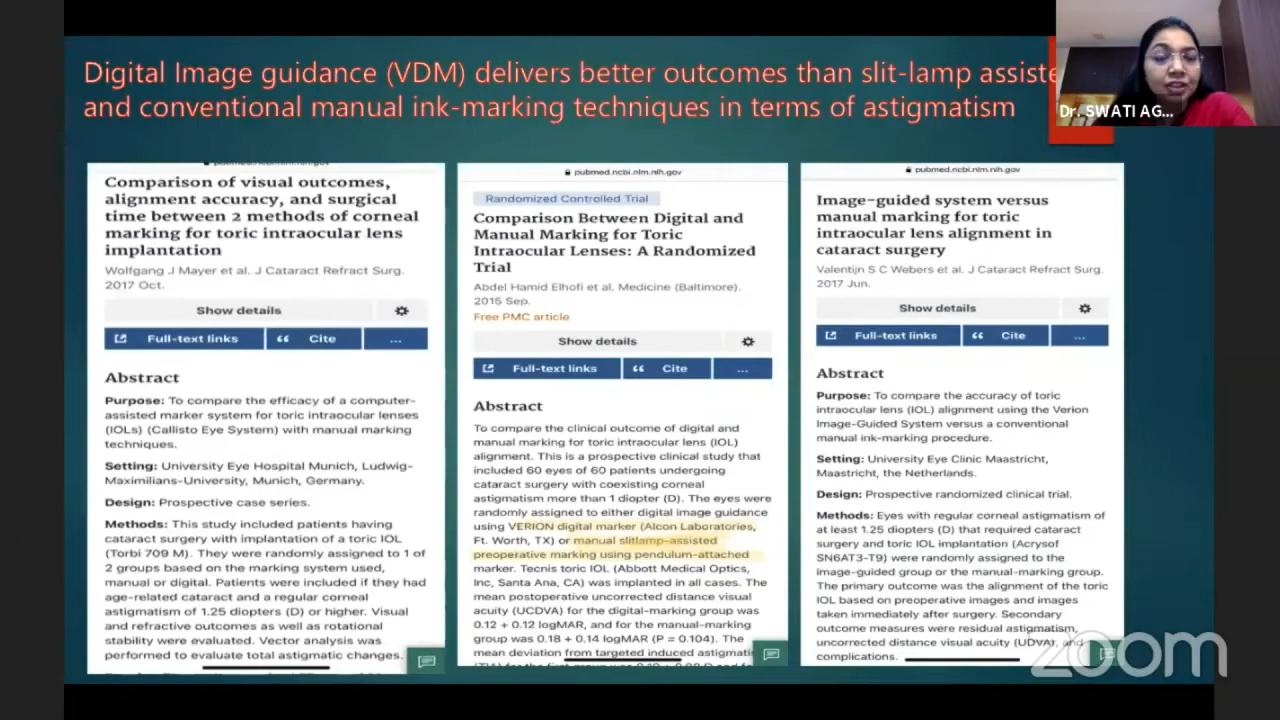 Digital Image guidance (VDM) delivers better outcomes than slit-lamp assiste
and conventional manual ink-marking techniques in terms of astigmatism
Dr. SWATI AG...
pubmed.ncbi.nlm.nih.gov
Comparison of visual outcomes,
alignment accuracy, and surgical
time between 2 methods of corneal
marking for toric intraocular lens
implantation
Wolfgang J Mayer et al. J Cataract Refract Surg.
2017 Oct.
Show details
Full-text links
Cite
...
Abstract
Purpose: To compare the efficacy of a computer-
assisted marker system for toric intraocular lenses
(IOLs) (Callisto Eye System) with manual marking
techniques.
Setting: University Eye Hospital Munich, Ludwig-
Maximilians-University, Munich, Germany.
Design: Prospective case series.
Methods: This study included patients having
cataract surgery with implantation of a toric IOL
(Torbi 709 M). They were randomly assigned to 1 of
2 groups based on the marking system used,
manual or digital. Patients were included if they had
age-related cataract and a regular corneal
astigmatism of 1.25 diopters (D) or higher. Visual
and refractive outcomes as well as rotational
stability were evaluated. Vector analysis was
performed to evaluate total astigmatic changes.
pubmed.ncbi.nlm.nih.gov
Randomized Controlled Trial
Comparison Between Digital and
Manual Marking for Toric
Intraocular Lenses: A Randomized
Trial
Abdel Hamid Elhofi et al. Medicine (Baltimore).
2015 Sep.
Free PMC article
Show details
Full-text links
Cite
...
Abstract
To compare the clinical outcome of digital and
manual marking for toric intraocular lens (IOL)
alignment. This is a prospective clinical study that
included 60 eyes of 60 patients undergoing
cataract surgery with coexisting corneal
astigmatism more than 1 diopter (D). The eyes were
randomly assigned to either digital image guidance
using VERION digital marker (Alcon Laboratories,
Ft. Worth, TX) or manual slitlamp-assisted
preoperative marking using pendulum-attached
marker. Tecnis toric IOL (Abbott Medical Optics,
Inc, Santa Ana, CA) was implanted in all cases. The
mean postoperative uncorrected distance visual
acuity (UCDVA) for the digital-marking group was
0.12 + 0.12 logMAR, and for the manual-marking
group was 0.18 + 0.14 logMAR (P = 0.104). The
mean deviation from targeted induced astigmati
pubmed.ncbi.nlm.nih.gov
Image-guided system versus
manual marking for toric
intraocular lens alignment in
cataract surgery
Valentijn S C Webers et al. J Cataract Refract Surg.
2017 Jun.
Show details
Full-text links
Cite
...
Abstract
Purpose: To compare the accuracy of toric
intraocular lens (IOL) alignment using the Verion
Image-Guided System versus a conventional
manual ink-marking procedure.
Setting: University Eye Clinic Maastricht,
Maastricht, the Netherlands.
Design: Prospective randomized clinical trial.
Methods: Eyes with regular corneal astigmatism of
at least 1.25 diopters (D) that required cataract
surgery and toric IOL implantation (Acrysof
SN6AT3-T9) were randomly assigned to the
image-guided group or the manual-marking group.
The primary outcome was the alignment of the toric
IOL based on preoperative images and images
taken immediately after surgery. Secondary
outcome measures were residual astigmatism,
uncorrected distance visual acuity (UDVA), and
complications.
zoom